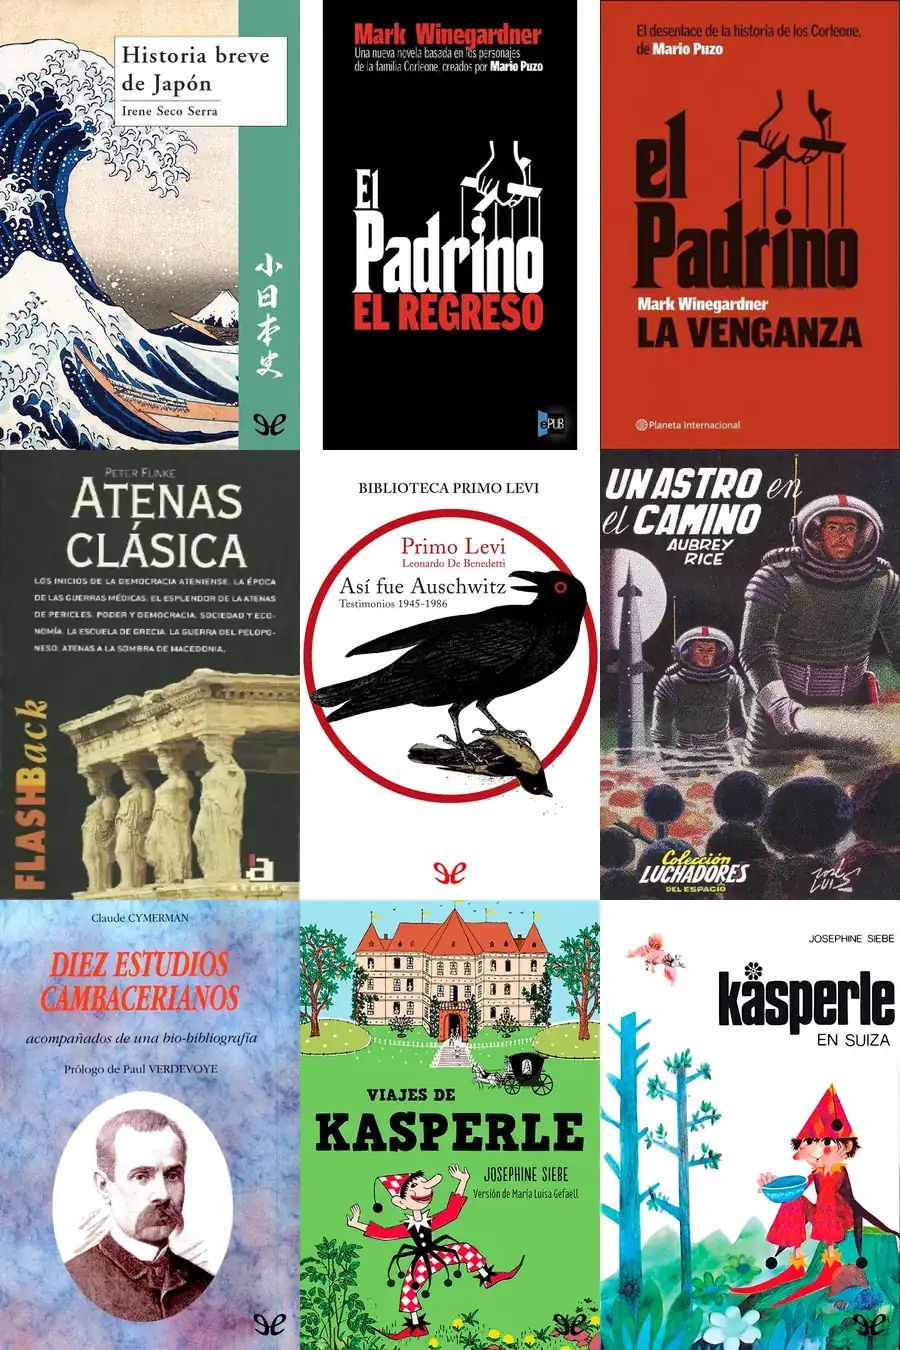 Historia breve
de Japón
Irene Seco Serra
小
日
本
史
Mark Winegardner
Una nueva novela basada en los personajes
de la familia Corleone, creados por Mario Puzo
El
Padrino
EL REGRESO
ePUB
El desenlace de la historia de los Corleone,
de Mario Puzo
el
Padrino
Mark Winegardner
LA VENGANZA
Planeta Internacional
PETER FUNKE
ATENAS
CLÁSICA
LOS INICIOS DE LA DEMOCRACIA ATENIENSE. LA ÉPOCA
DE LAS GUERRAS MÉDICAS. EL ESPLENDOR DE LA ATENAS
DE PERICLES. PODER Y DEMOCRACIA. SOCIEDAD Y ECO-
NOMÍA. LA ESCUELA DE GRECIA. LA GUERRA DEL PELOPO-
NESO. ATENAS A LA SOMBRA DE MACEDONIA.
FLASHBack
a
acento
BIBLIOTECA PRIMO LEVI
Primo Levi
Leonardo De Benedetti
Así fue Auschwitz
Testimonios 1945-1986
UN ASTRO en
el CAMINO
AUBREY
RICE
Colección
LUCHADORES
DEL ESPACIO
LUIS
Claude CYMERMAN
DIEZ ESTUDIOS
CAMBACERIANOS
acompañados de una bio-bibliografía
Prólogo de Paul VERDEVOYE
VIAJES DE
KASPERLE
JOSEPHINE SIEBE
Versión de María Luisa Gefaell
JOSEPHINE SIEBE
kásperle
EN SUIZA